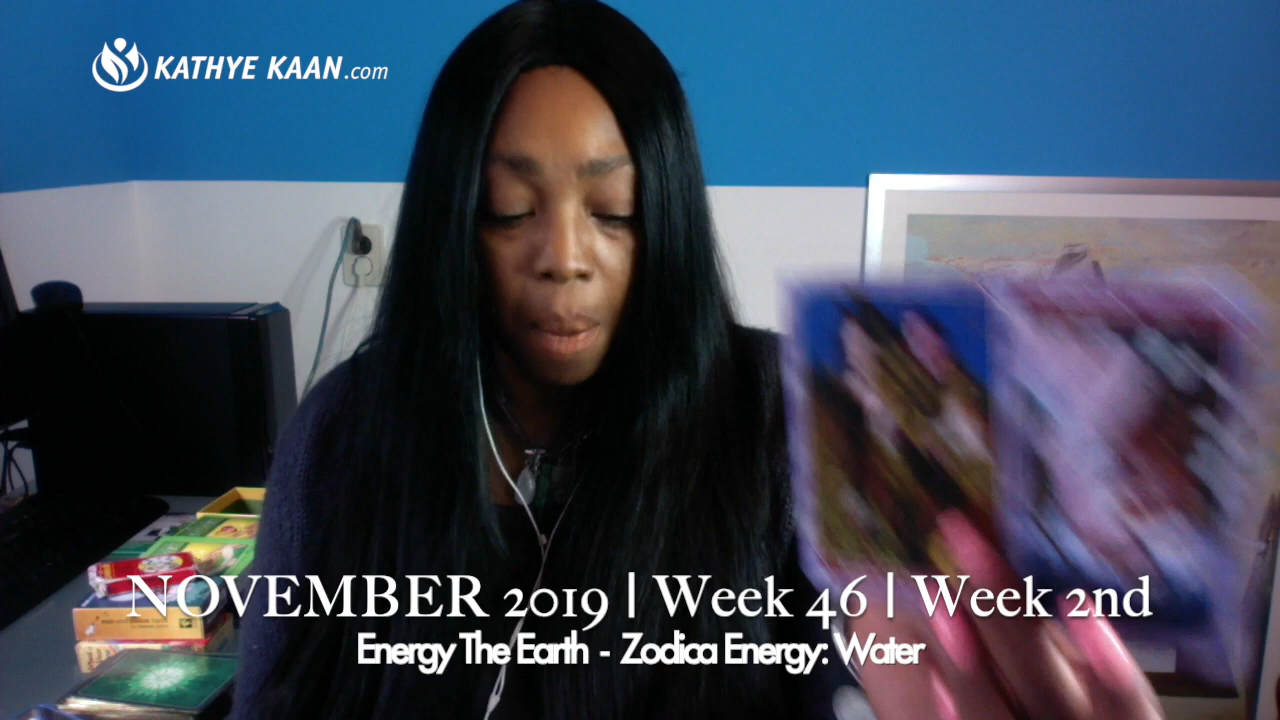 KATHYE KAAN.com
NOVEMBER 2019 | Week 46 | Week 2nd
Energy The Earth - Zodica Energy: Water